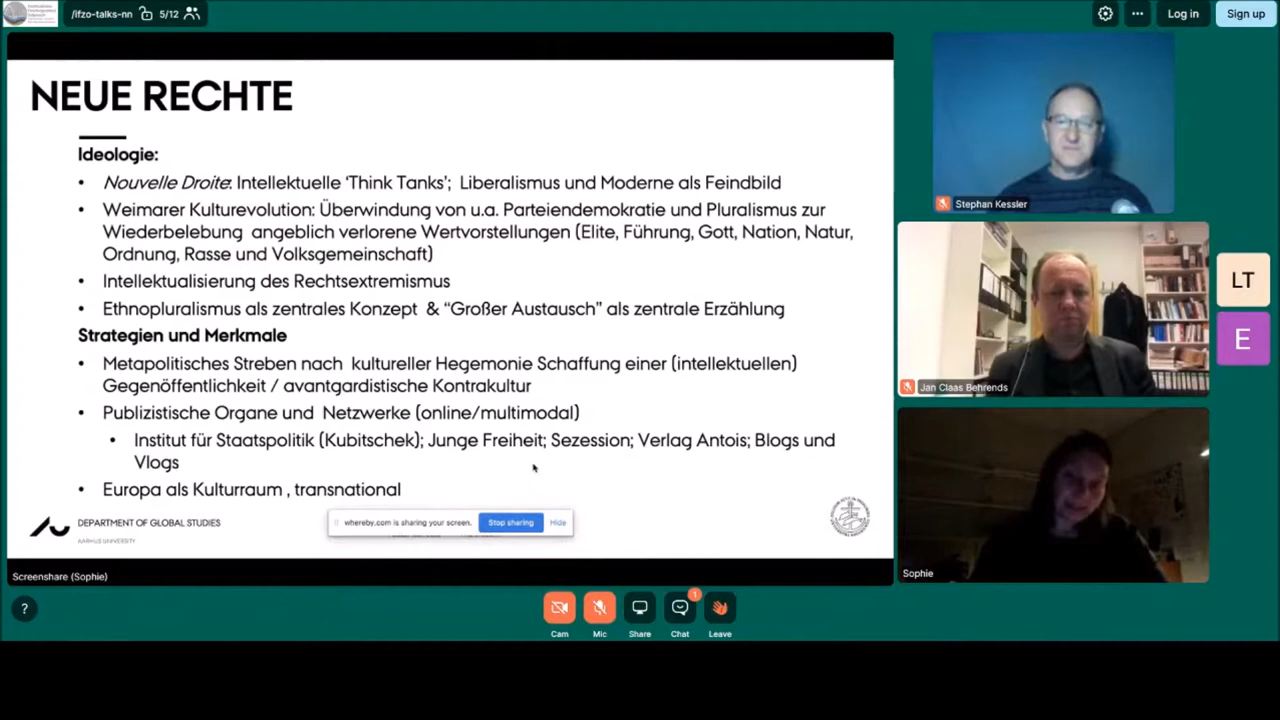 /ifzo-talks-nn
5/12
Log in
Sign up
NEUE RECHTE
Ideologie:
• Nouvelle Droite: Intellektuelle ‘Think Tanks’; Liberalismus und Moderne als Feindbild
• Weimarer Kulturevolution: Überwindung von u.a. Parteiendemokratie und Pluralismus zur
Wiederbelebung angeblich verlorene Wertvorstellungen (Elite, Führung, Gott, Nation, Natur,
Ordnung, Rasse und Volksgemeinschaft)
• Intellektualisierung des Rechtsextremismus
• Ethnopluralismus als zentrales Konzept & “Großer Austausch” als zentrale Erzählung
Strategien und Merkmale
• Metapolitisches Streben nach kultureller Hegemonie Schaffung einer (intellektuellen)
Gegenöffentlichkeit / avantgardistische Kontrakultur
• Publizistische Organe und Netzwerke (online/multimodal)
• Institut für Staatspolitik (Kubitschek); Junge Freiheit; Sezession; Verlag Antois; Blogs und
Vlogs
• Europa als Kulturraum , transnational
DEPARTMENT OF GLOBAL STUDIES
AARHUS UNIVERSITY
whereby.com is sharing your screen.
Stop sharing
Hide
Screenshare (Sophie)
Stephan Kessler
Jan Claas Behrends
Sophie
LT
E
?
Cam
Mic
Share
1
Chat
Leave